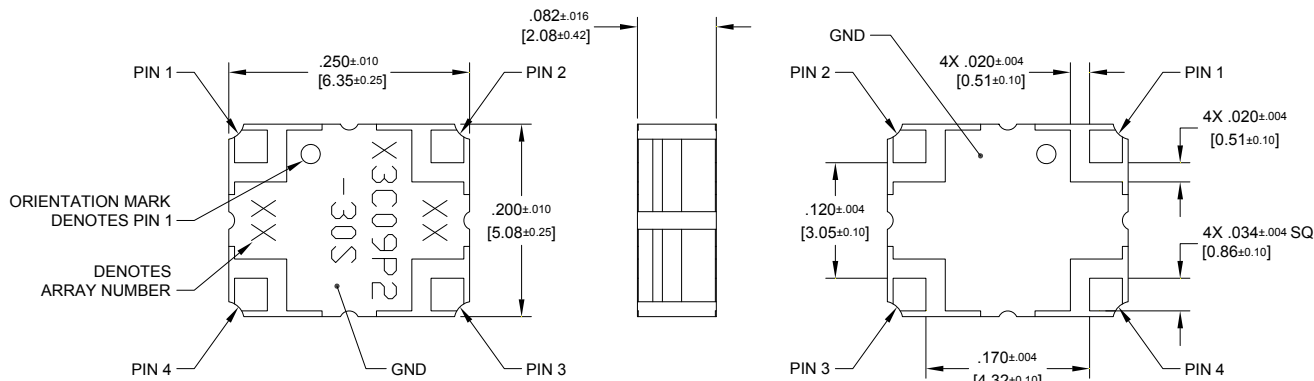 PIN 1
.250±.010
[6.35±0.25]
PIN 2
ORIENTATION MARK
DENOTES PIN 1
DENOTES
ARRAY NUMBER
XX
X3C09P2
-30S
XX
.200±.010
[5.08±0.25]
PIN 4
GND
PIN 3
.082±.016
[2.08±0.42]
GND
PIN 2
4X .020±.004
[0.51±0.10]
PIN 1
4X .020±.004
[0.51±0.10]
.120±.004
[3.05±0.10]
4X .034±.004 SQ
[0.86±0.10]
PIN 3
.170±.004
[4.32±0.10]
PIN 4